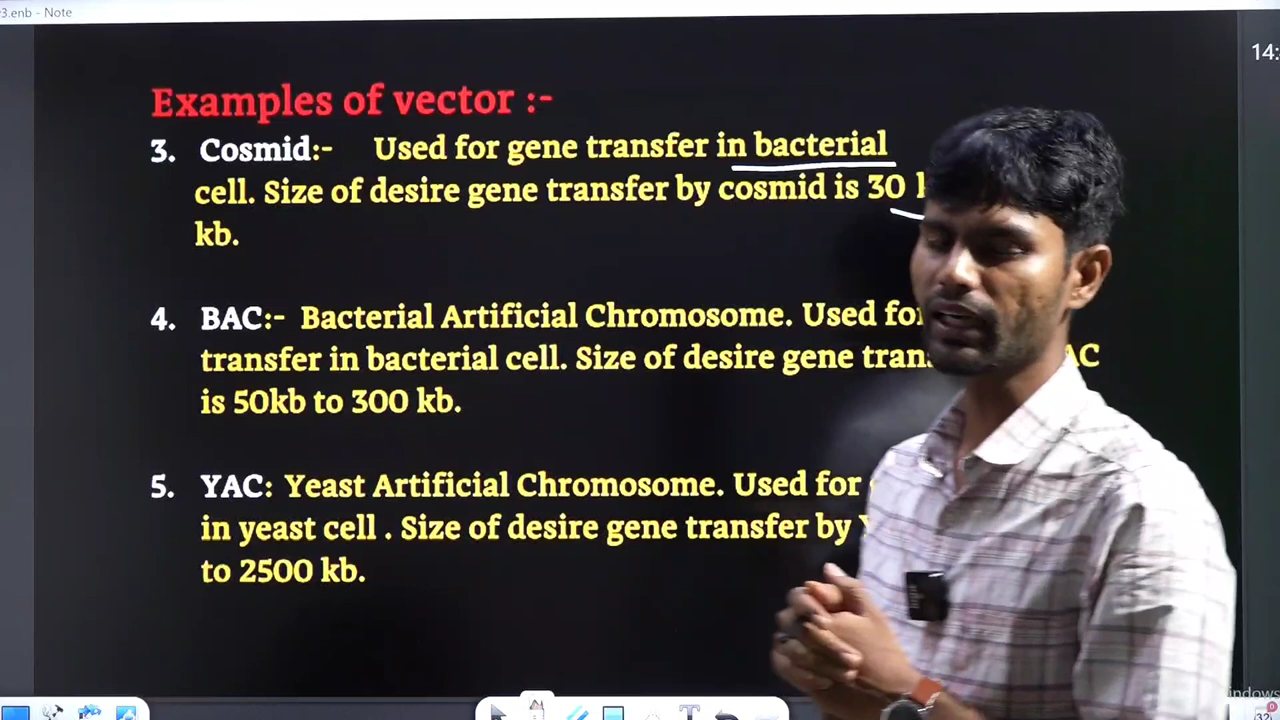 v3.enb - Note
14:
Examples of vector :-
3. Cosmid:- Used for gene transfer in bacterial
cell. Size of desire gene transfer by cosmid is 30
kb.
4. BAC:- Bacterial Artificial Chromosome. Used for
transfer in bacterial cell. Size of desire gene
is 50kb to 300 kb.
5. YAC: Yeast Artificial Chromosome. Used for
in yeast cell . Size of desire gene transfer by
to 2500 kb.